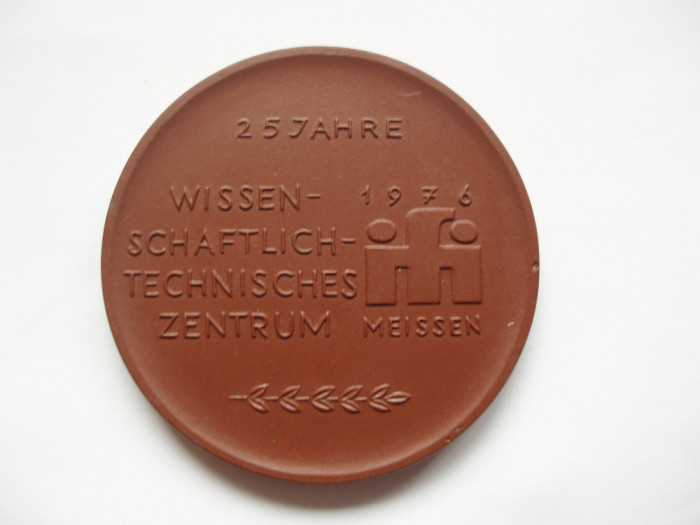 25 JAHRE
WISSEN- 1976
SCHAFTLICH-
TECHNISCHES
ZENTRUM MEISSEN